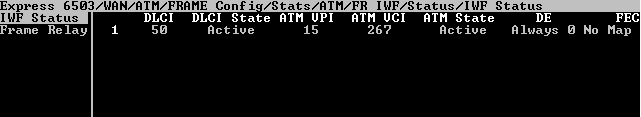 Express 6503/WAN/ATM/FRAME Config/Stats/ATM/FR IWF/Status/IWF Status
IWF Status DLCI DLCI State ATM VPI ATM VCI ATM State DE FEC
Frame Relay 1 50 Active 15 267 Active Always 0 No Map